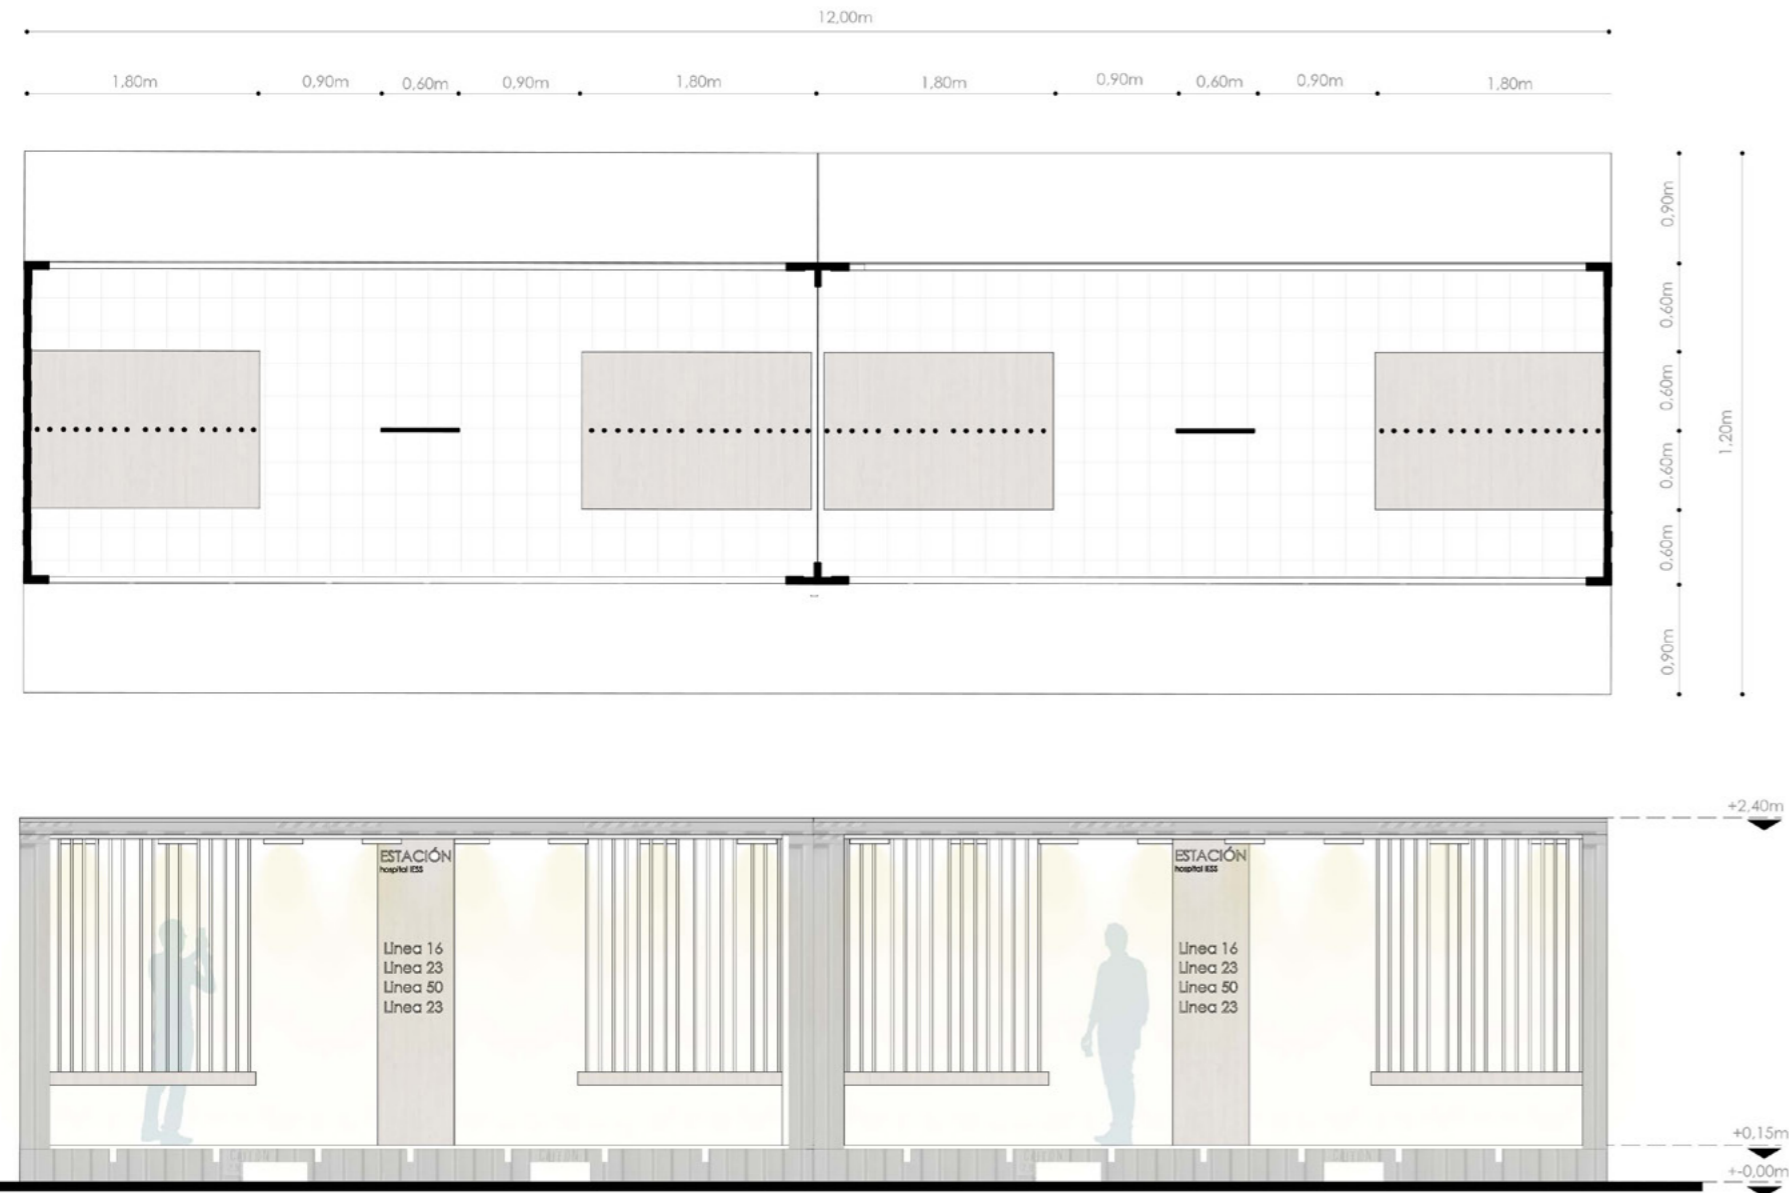 12,00m
1,80m 0,90m 0,60m 0,90m 1,80m 1,80m 0,90m 0,60m 0,90m 1,80m
0,90m
0,60m
0,60m
0,60m
0,60m
0,90m
1,20m
+2,40m
ESTACIÓN
hospital IESS
Linea 16
Linea 23
Linea 50
Linea 23
ESTACIÓN
hospital IESS
Linea 16
Linea 23
Linea 50
Linea 23
+0,15m
+-0,00m